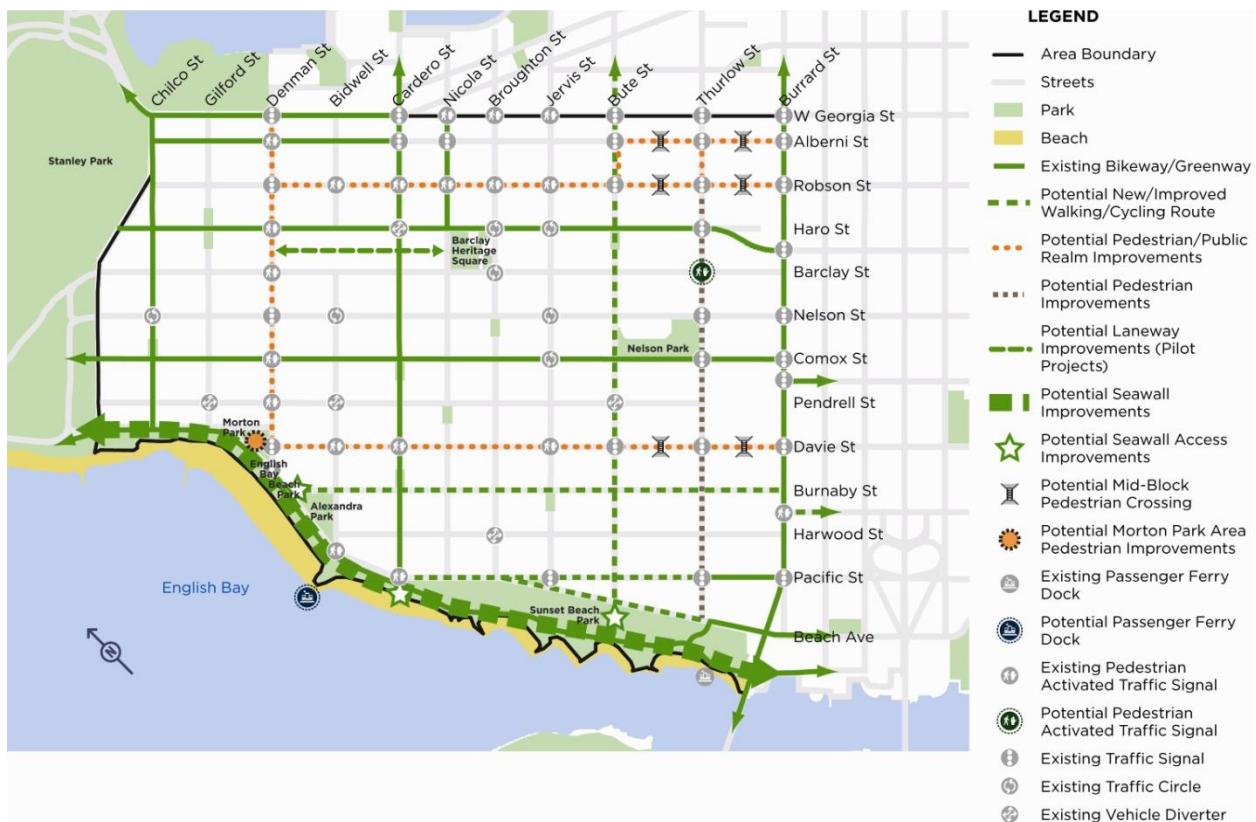 Chilco St
Gilford St
Denman St
Bidwell St
Cardero St
Nicola St
Broughton St
Jervis St
Bute St
Thurlow St
Burrard St
W Georgia St
Alberni St
Robson St
Haro St
Barclay St
Nelson St
Comox St
Pendrell St
Davie St
Burnaby St
Harwood St
Pacific St
Beach Ave
Stanley Park
Barclay
Heritage
Square
Nelson Park
Morton
Park
English
Bay
Beach
Park
Alexandra
Park
English Bay
Sunset Beach
Park
N
LEGEND
Area Boundary
Streets
Park
Beach
Existing Bikeway/Greenway
Potential New/Improved
Walking/Cycling Route
Potential Pedestrian/Public
Realm Improvements
Potential Pedestrian
Improvements
Potential Laneway
Improvements (Pilot
Projects)
Potential Seawall
Improvements
Potential Seawall Access
Improvements
Potential Mid-Block
Pedestrian Crossing
Potential Morton Park Area
Pedestrian Improvements
Existing Passenger Ferry
Dock
Potential Passenger Ferry
Dock
Existing Pedestrian
Activated Traffic Signal
Potential Pedestrian
Activated Traffic Signal
Existing Traffic Signal
Existing Traffic Circle
Existing Vehicle Diverter